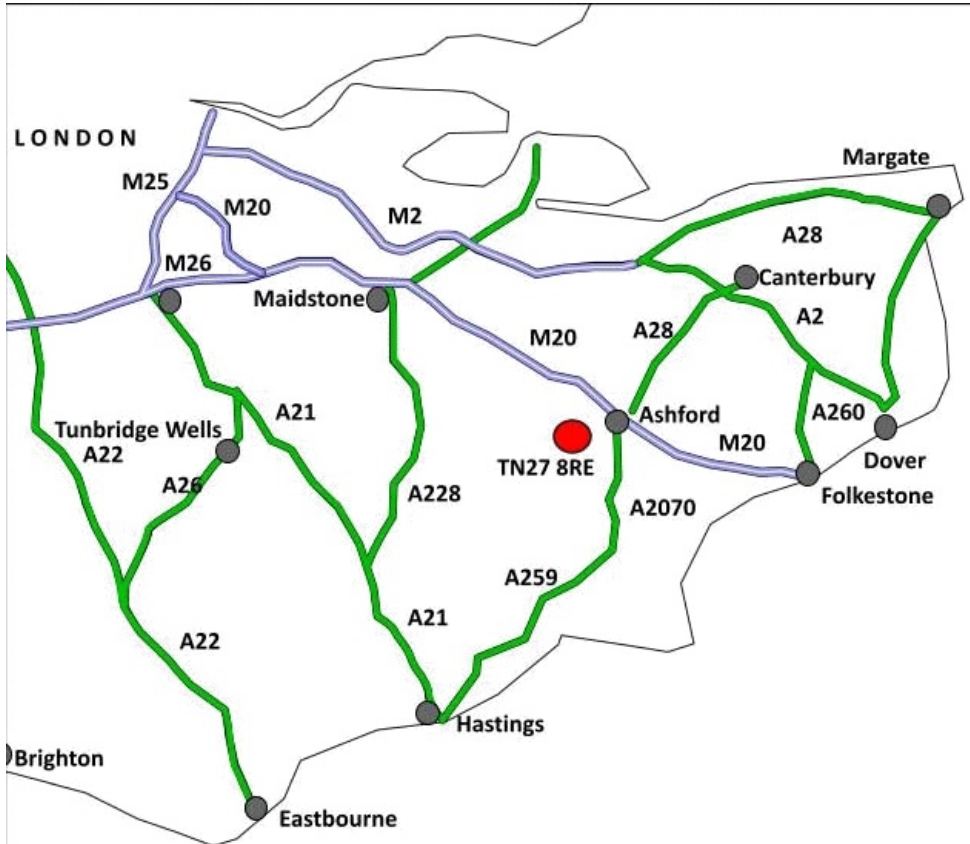 LONDON
Margate
M25
M20
M2
A28
M26
Maidstone
Canterbury
A28
A2
M20
A21
Ashford
A260
Tunbridge Wells
A22
M20
Dover
TN27 8RE
A26
A228
Folkestone
A2070
A259
A21
A22
Hastings
Brighton
Eastbourne